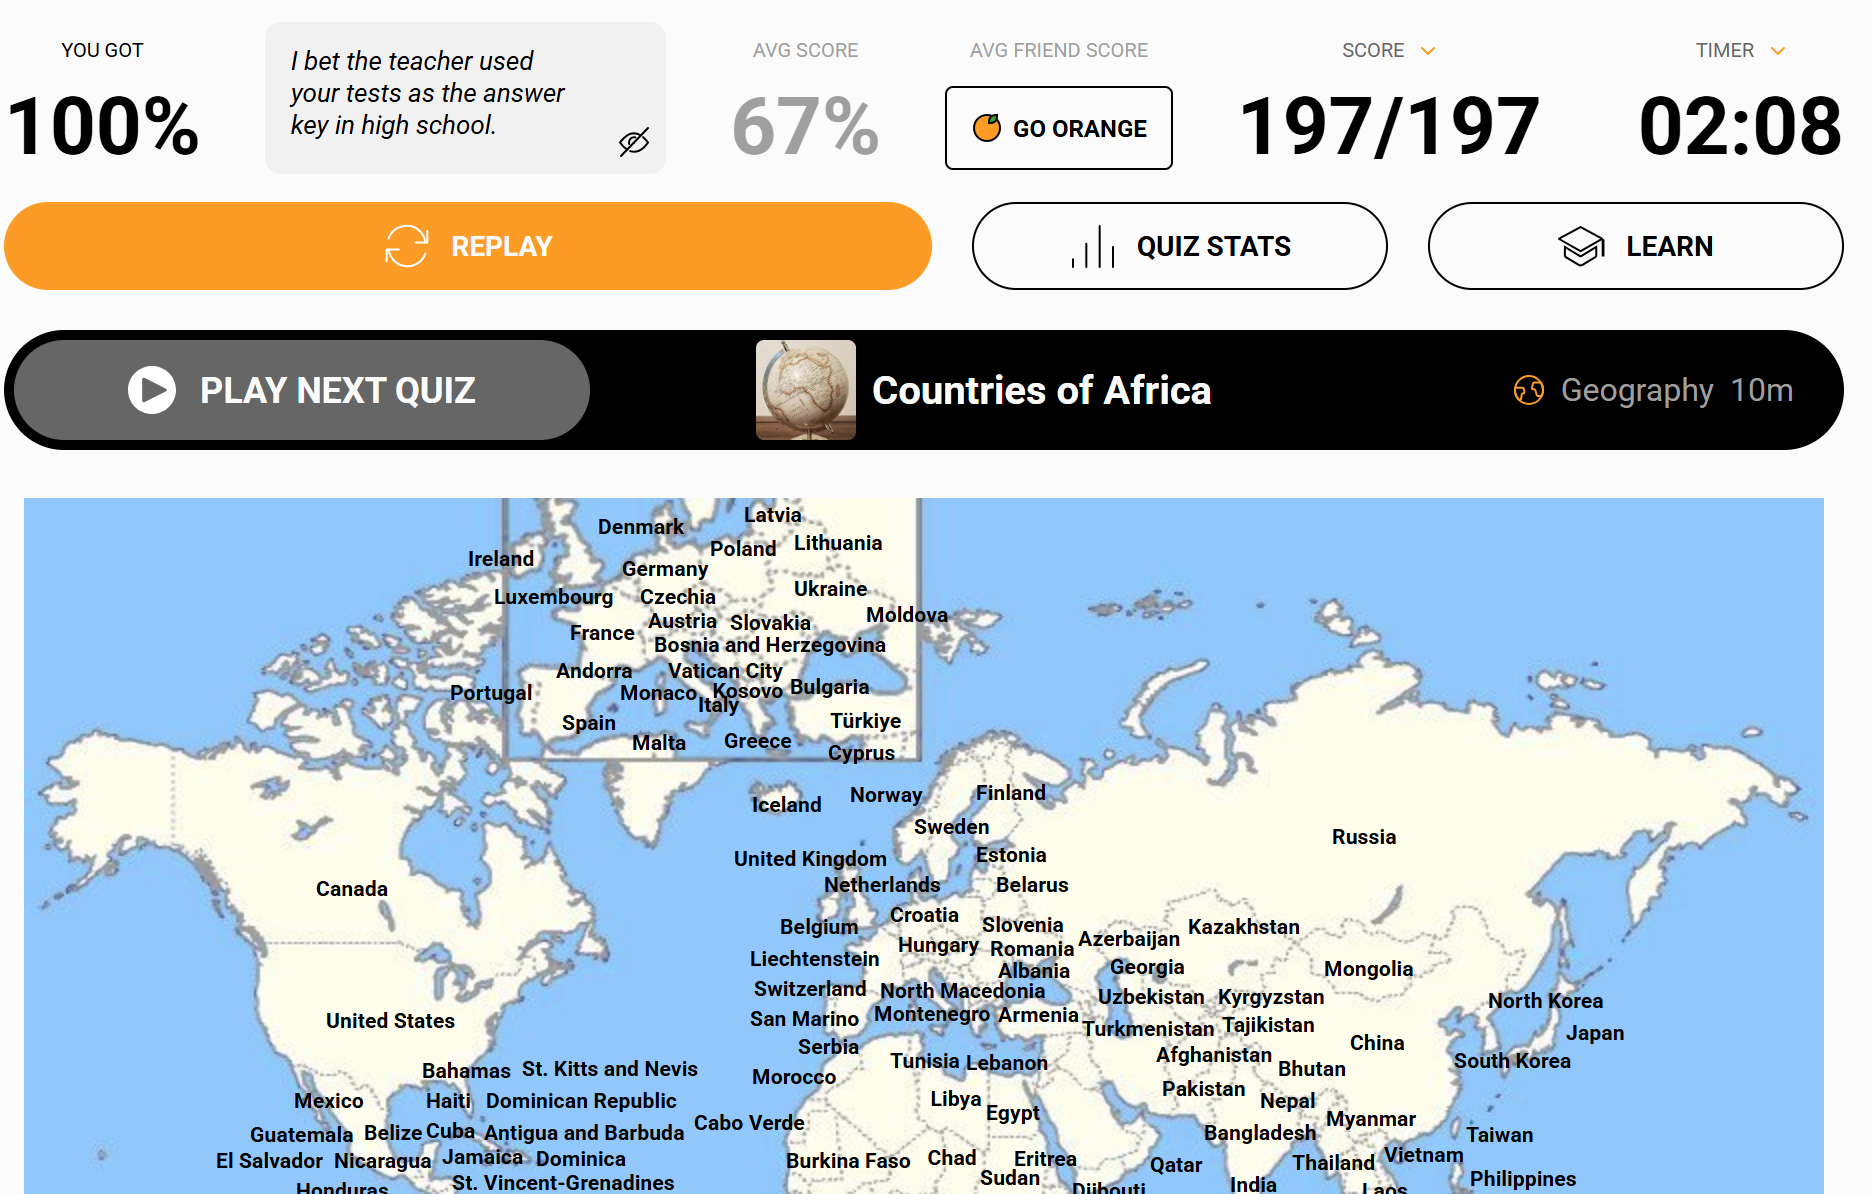 YOU GOT
100%
I bet the teacher used
your tests as the answer
key in high school.
AVG SCORE
67%
AVG FRIEND SCORE
GO ORANGE
SCORE
197/197
TIMER
02:08
REPLAY
QUIZ STATS
LEARN
PLAY NEXT QUIZ
Countries of Africa
Geography 10m
Latvia
Denmark
Lithuania
Poland
Ireland
Germany
Ukraine
Luxembourg
Czechia
Moldova
Austria
Slovakia
France
Bosnia and Herzegovina
Andorra
Vatican City
Portugal
Monaco
Kosovo
Bulgaria
Italy
Spain
Türkiye
Malta
Greece
Cyprus
Iceland
Norway
Finland
Sweden
Russia
United Kingdom
Estonia
Canada
Netherlands
Belarus
Croatia
Belgium
Slovenia
Kazakhstan
Azerbaijan
Hungary
Romania
Liechtenstein
Georgia
Mongolia
Albania
Switzerland
North Macedonia
Uzbekistan
Kyrgyzstan
North Korea
United States
San Marino
Montenegro
Armenia
Turkmenistan
Tajikistan
Japan
Serbia
China
Afghanistan
Tunisia
Lebanon
South Korea
Bahamas
St. Kitts and Nevis
Bhutan
Morocco
Pakistan
Mexico
Haiti
Dominican Republic
Libya
Nepal
Egypt
Cabo Verde
Myanmar
Guatemala
Belize
Cuba
Antigua and Barbuda
Bangladesh
Taiwan
El Salvador
Nicaragua
Jamaica
Dominica
Burkina Faso
Chad
Eritrea
Qatar
Thailand
Vietnam
Honduras
St. Vincent-Grenadines
Sudan
Djibouti
India
Laos
Philippines